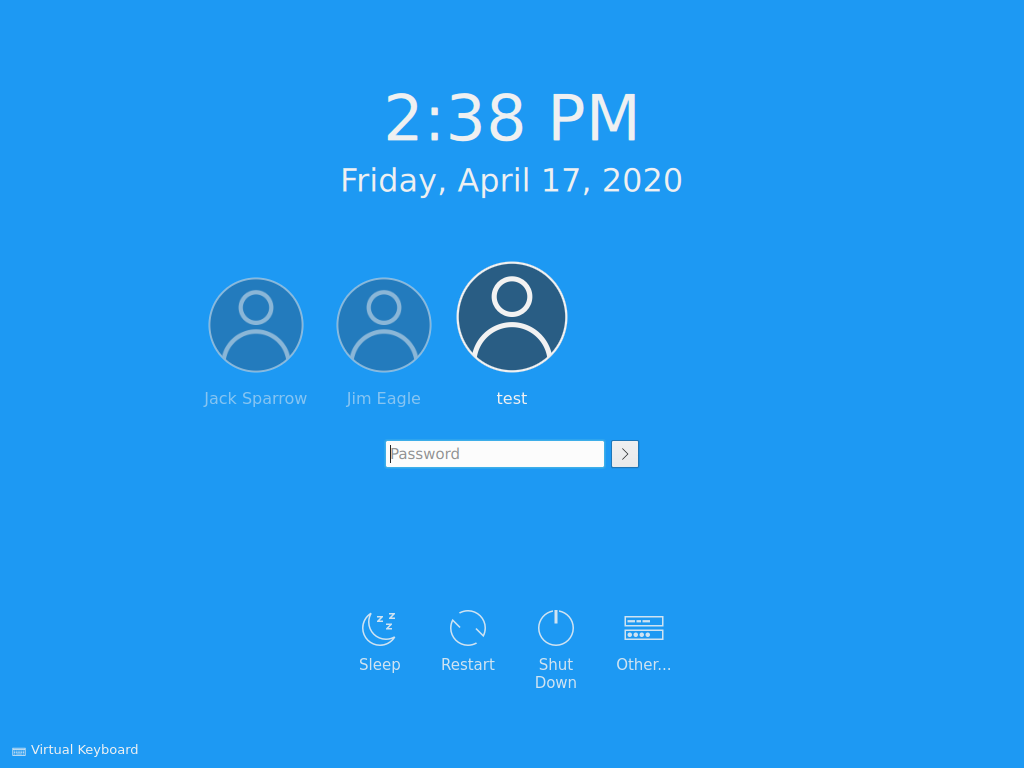 2:38 PM
Friday, April 17, 2020
Jack Sparrow
Jim Eagle
test
Password
Sleep
Restart
Shut
Down
Other...
Virtual Keyboard